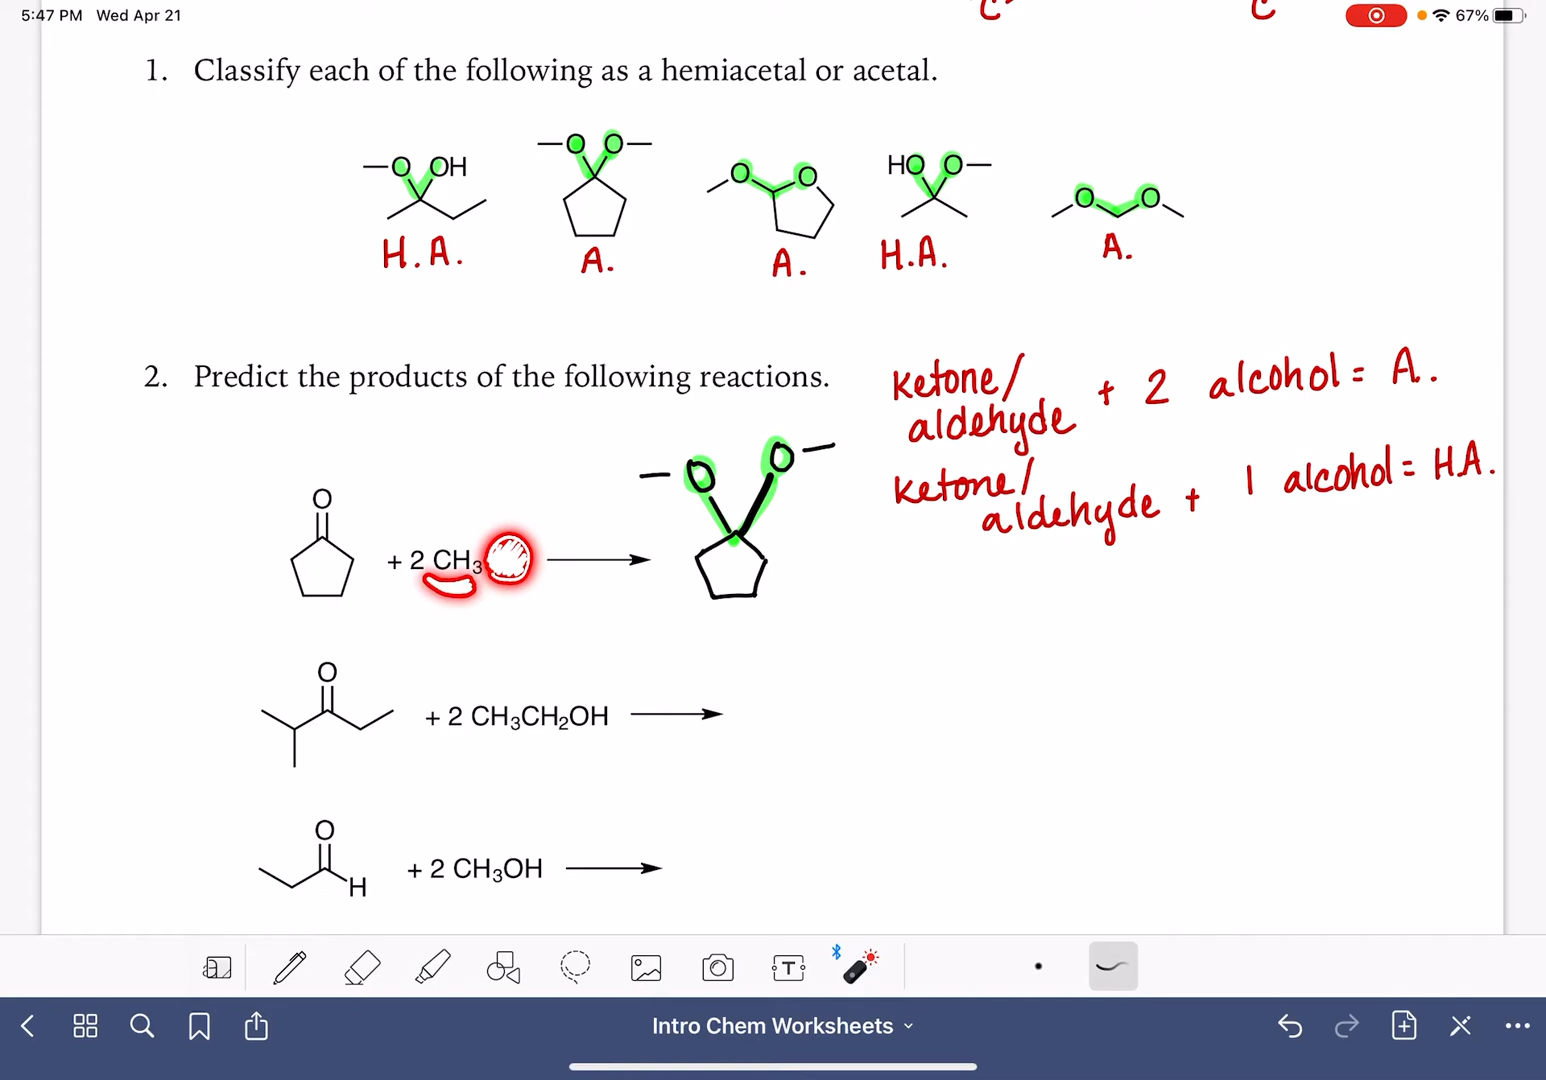 5:47 PM Wed Apr 21
67%
1. Classify each of the following as a hemiacetal or acetal.
O OH
O O
O O
HO O
O O
H.A.
A.
A.
H.A.
A.
2. Predict the products of the following reactions.
Ketone/
aldehyde + 2 alcohol = A.
ketone/
aldehyde + 1 alcohol = H.A.
O O
O
+ 2 CH3
O
+ 2 CH3CH2OH
O
H
+ 2 CH3OH
T
Intro Chem Worksheets